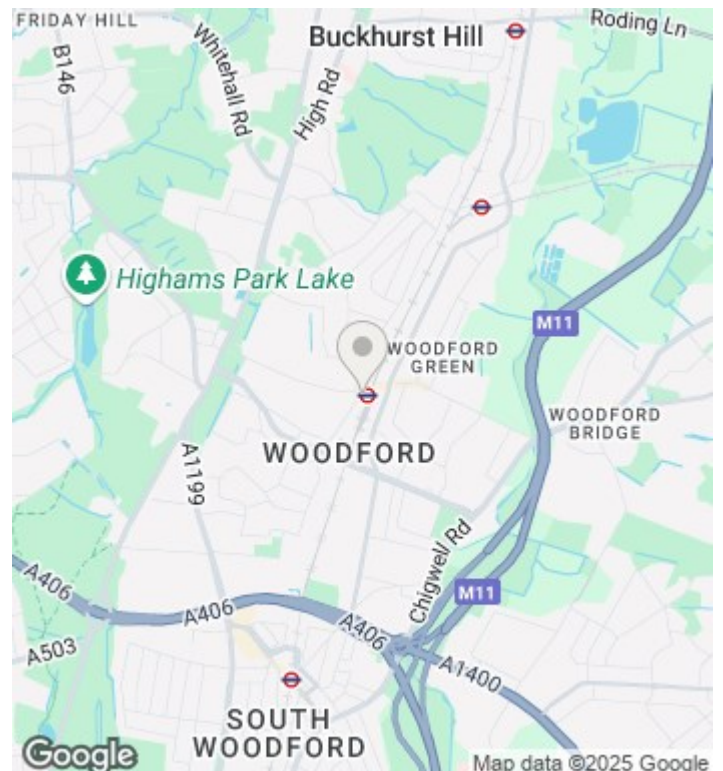 FRIDAY HILL
Roding Ln
Buckhurst Hill
B146
Whitehall Rd
High Rd
Highams Park Lake
M11
WOODFORD
GREEN
WOODFORD
BRIDGE
WOODFORD
A1199
Chigwell Rd
A406
A406
M11
A406
A503
A1400
SOUTH
WOODFORD
Google
Map data ©2025 Google